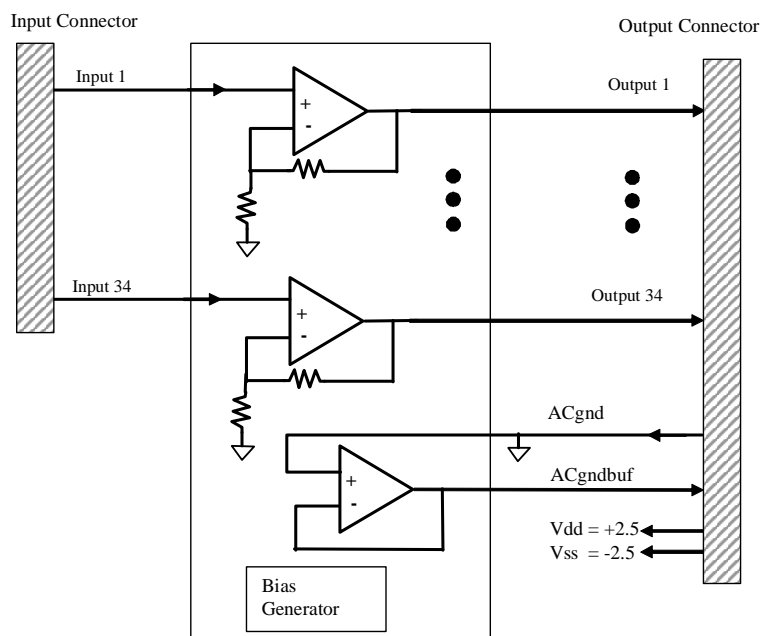 Input Connector
Output Connector
Input 1
Output 1
+
-
Input 34
Output 34
+
-
ACgnd
ACgndbuf
+
-
Vdd = +2.5
Vss = -2.5
Bias
Generator